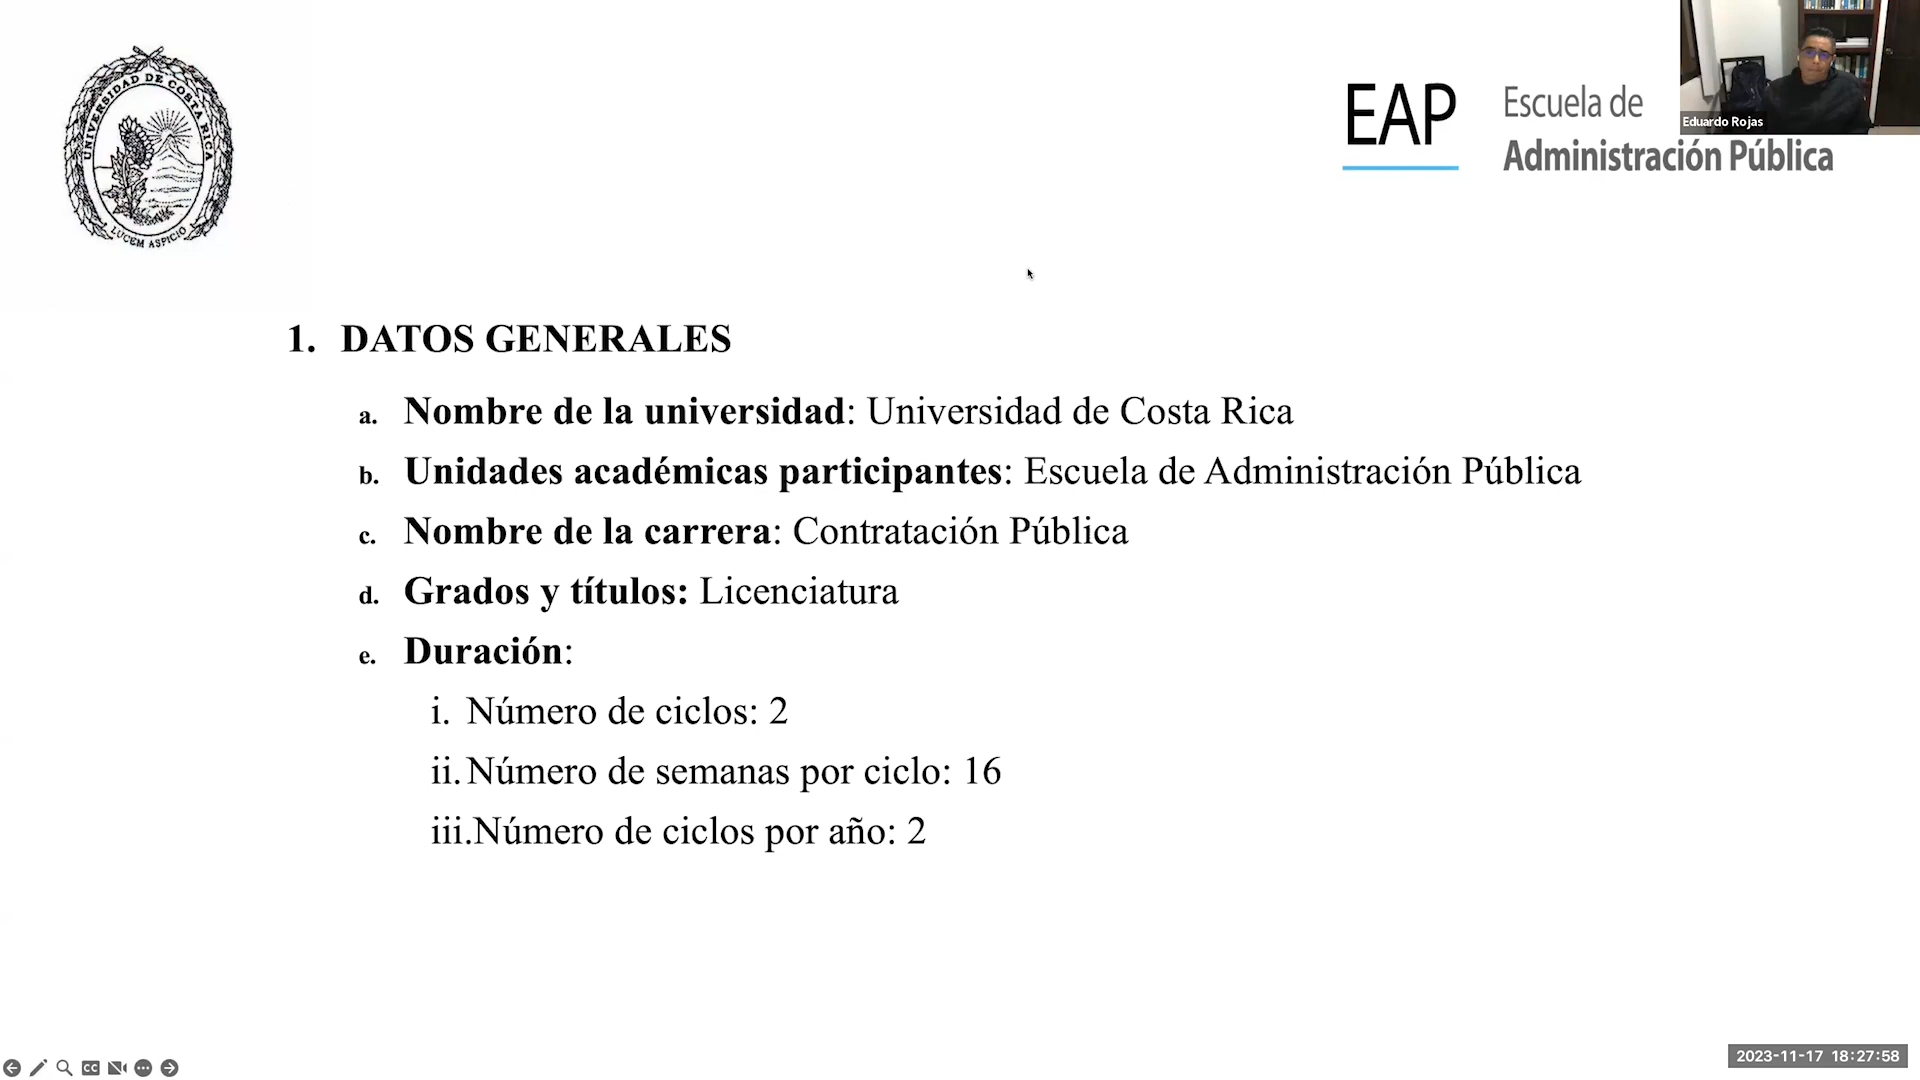 UNIVERSIDAD DE COSTA RICA
LUCEM ASPICIO
EAP
Escuela de
Administración Pública
Eduardo Rojas
1. DATOS GENERALES
a. Nombre de la universidad: Universidad de Costa Rica
b. Unidades académicas participantes: Escuela de Administración Pública
c. Nombre de la carrera: Contratación Pública
d. Grados y títulos: Licenciatura
e. Duración:
i. Número de ciclos: 2
ii. Número de semanas por ciclo: 16
iii. Número de ciclos por año: 2
CC
2023-11-17 18:27:58